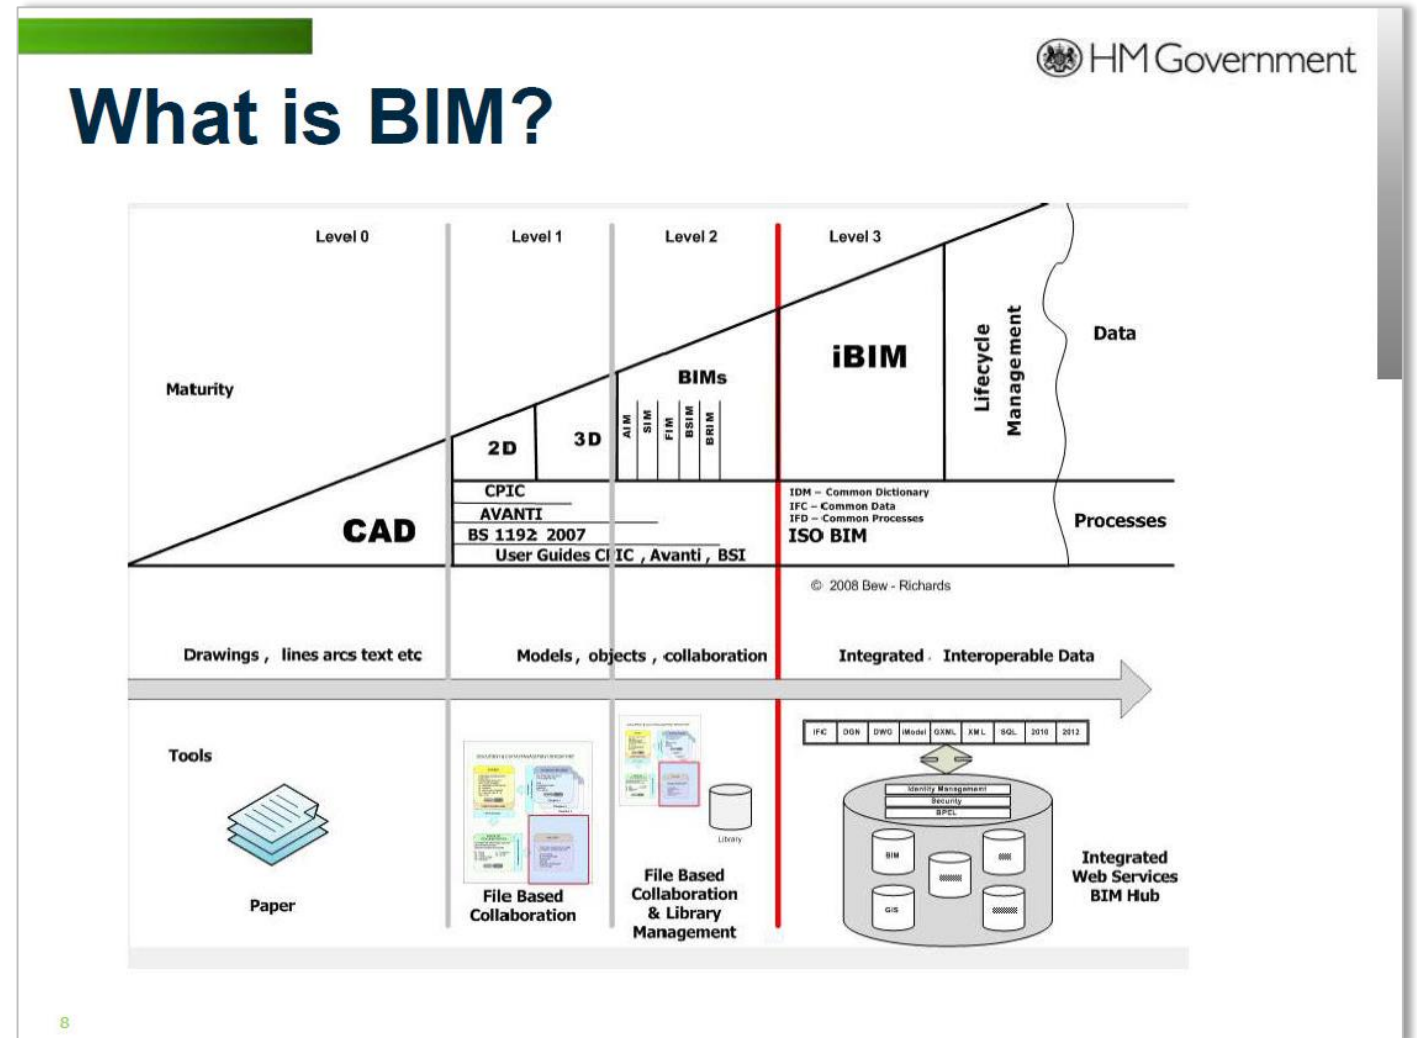 HM Government
What is BIM?
Level 0
Level 1
Level 2
Level 3
Maturity
CAD
2D
3D
BIMs
AIM
SIM
FIM
BSIM
BRIM
iBIM
Lifecycle
Management
Data
CPIC
AVANTI
BS 1192 2007
User Guides CPIC , Avanti , BSI
IDM – Common Dictionary
IFC – Common Data
IFD – Common Processes
ISO BIM
Processes
© 2008 Bew - Richards
Drawings , lines arcs text etc
Models, objects , collaboration
Integrated Interoperable Data
Tools
Paper
File Based
Collaboration
Library
File Based
Collaboration
& Library
Management
IFC DGN DWG iModel GXML XML SQL 2010 2012
Identity Management
Security
BPCL
BIM
GIS
Integrated
Web Services
BIM Hub
8